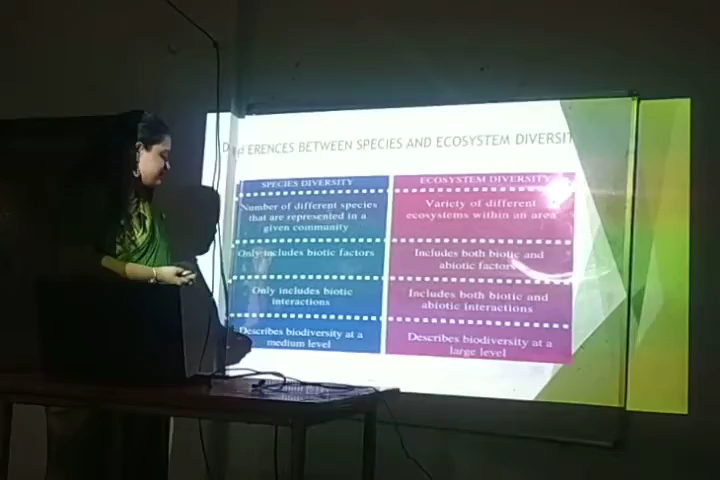 DIFFERENCES BETWEEN SPECIES AND ECOSYSTEM DIVERSIT
SPECIES DIVERSITY
Number of different species
that are represented in a
given community
Only includes biotic factors
Only includes biotic
interactions
Describes biodiversity at a
medium level
ECOSYSTEM DIVERSITY
Variety of different
ecosystems within an area
Includes both biotic and
abiotic factors
Includes both biotic and
abiotic interactions
Describes biodiversity at a
large level